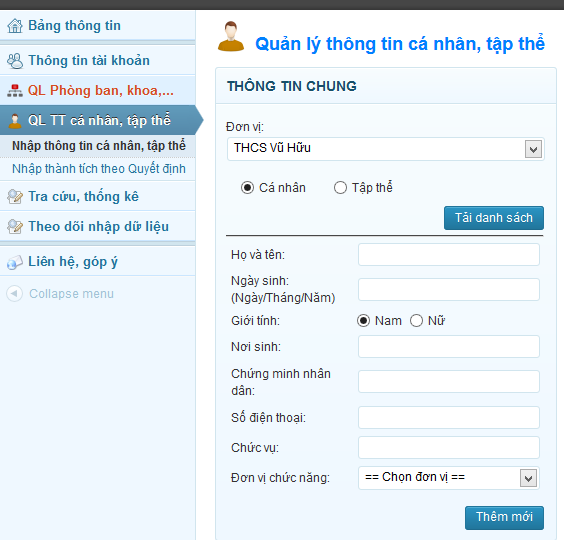 Bảng thông tin
Thông tin tài khoản
QL Phòng ban, khoa,...
QL TT cá nhân, tập thể
Nhập thông tin cá nhân, tập thể
Nhập thành tích theo Quyết định
Tra cứu, thống kê
Theo dõi nhập dữ liệu
Liên hệ, góp ý
Collapse menu
Quản lý thông tin cá nhân, tập thể
THÔNG TIN CHUNG
Đơn vị:
THCS Vũ Hữu
Cá nhân Tập thể
Tải danh sách
Họ và tên:
Ngày sinh:
(Ngày/Tháng/Năm)
Giới tính: Nam Nữ
Nơi sinh:
Chứng minh nhân
dân:
Số điện thoại:
Chức vụ:
Đơn vị chức năng: == Chọn đơn vị ==
Thêm mới